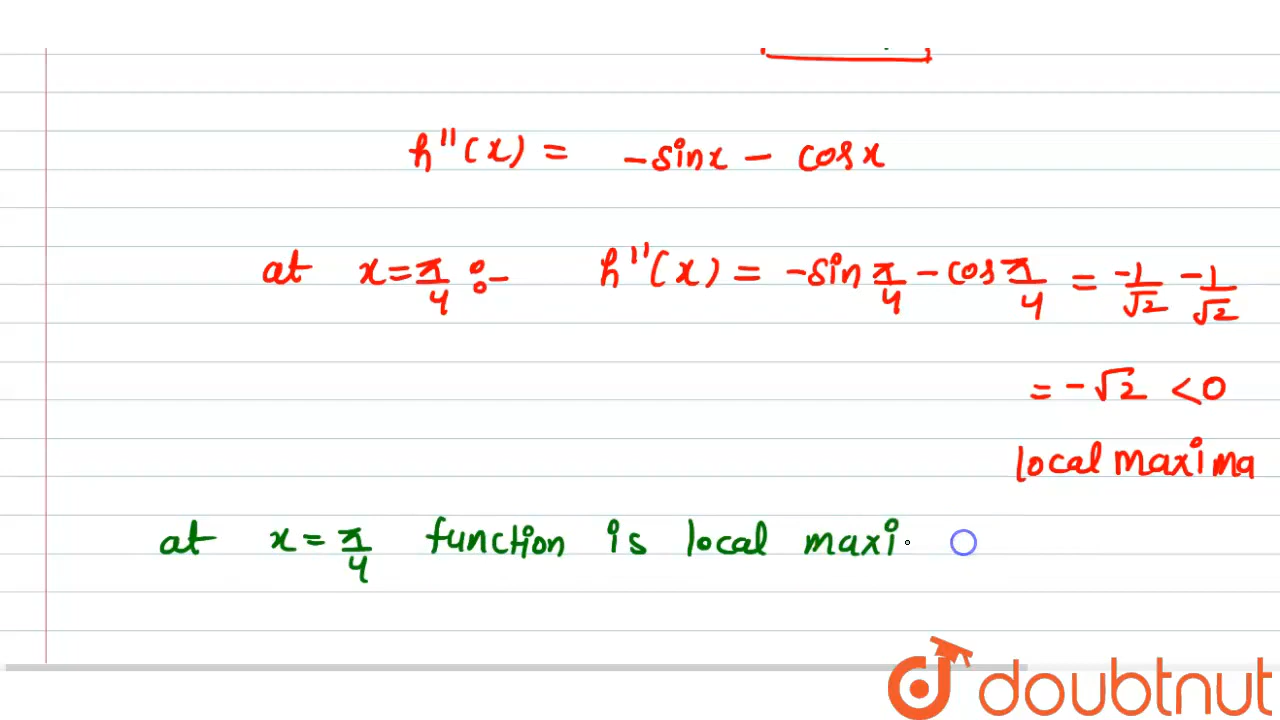 h''(x) = -sinx - cosx
at x=π/4 :- h''(x) = -sin π/4 - cos π/4 = -1/√2 -1/√2
= -√2 <0
local maxima
at x=π/4 function is local maxi.
doubtnut